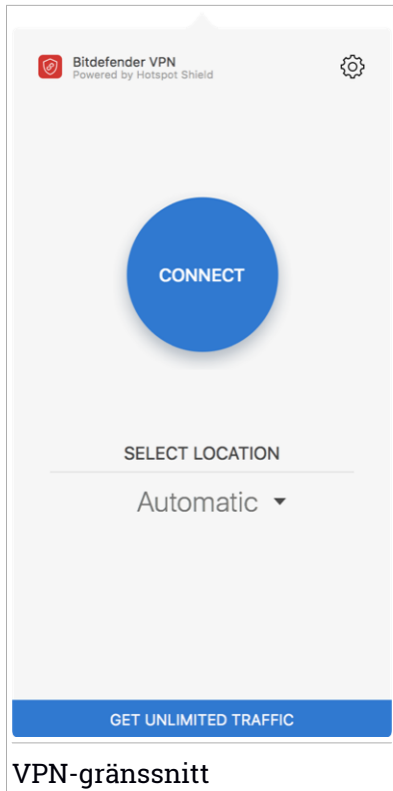 Bitdefender VPN
Powered by Hotspot Shield
CONNECT
SELECT LOCATION
Automatic
GET UNLIMITED TRAFFIC
VPN-gränssnitt